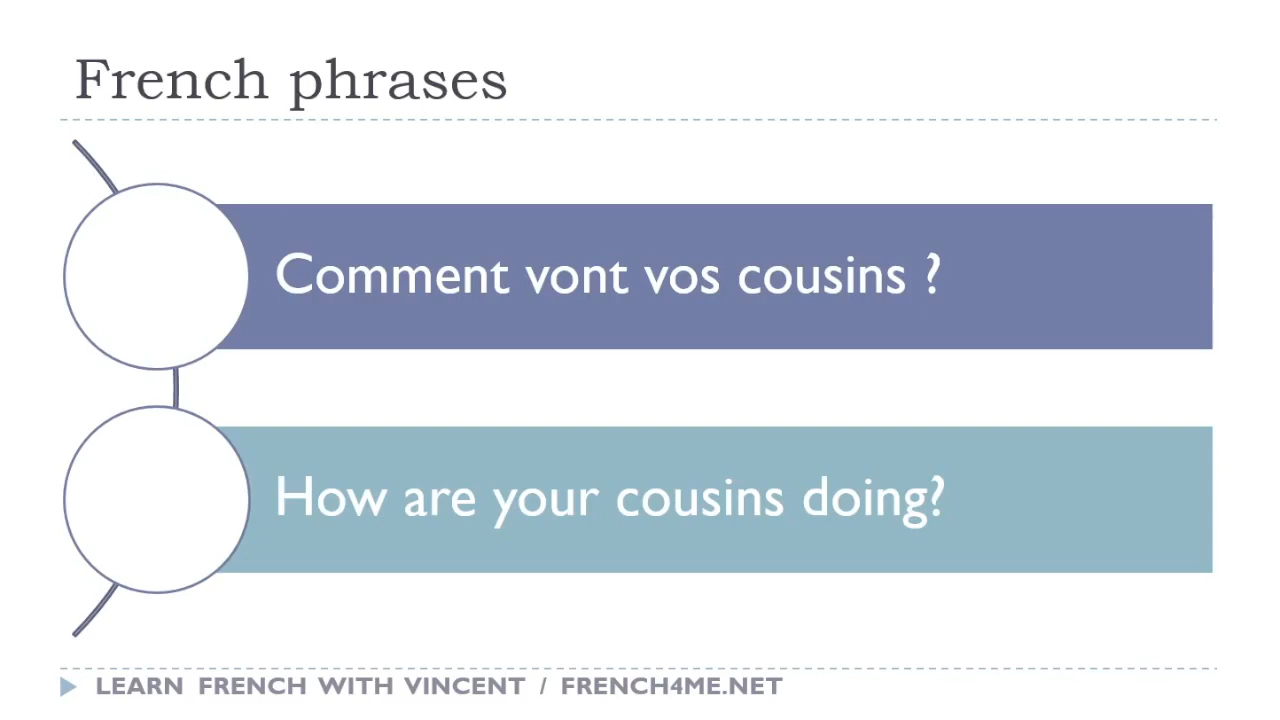 French phrases
Comment vont vos cousins ?
How are your cousins doing?
LEARN FRENCH WITH VINCENT / FRENCH4ME.NET